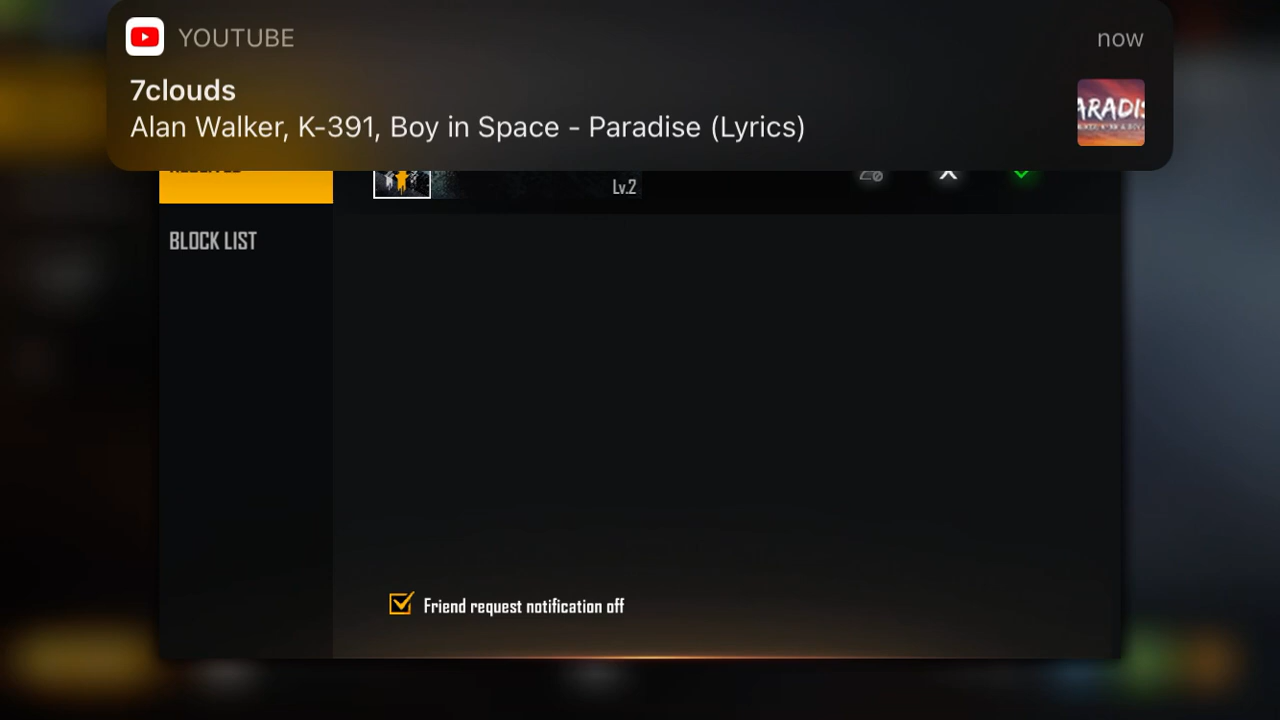 YOUTUBE
now
7clouds
Alan Walker, K-391, Boy in Space - Paradise (Lyrics)
ARADIS
Lv.2
BLOCK LIST
Friend request notification off